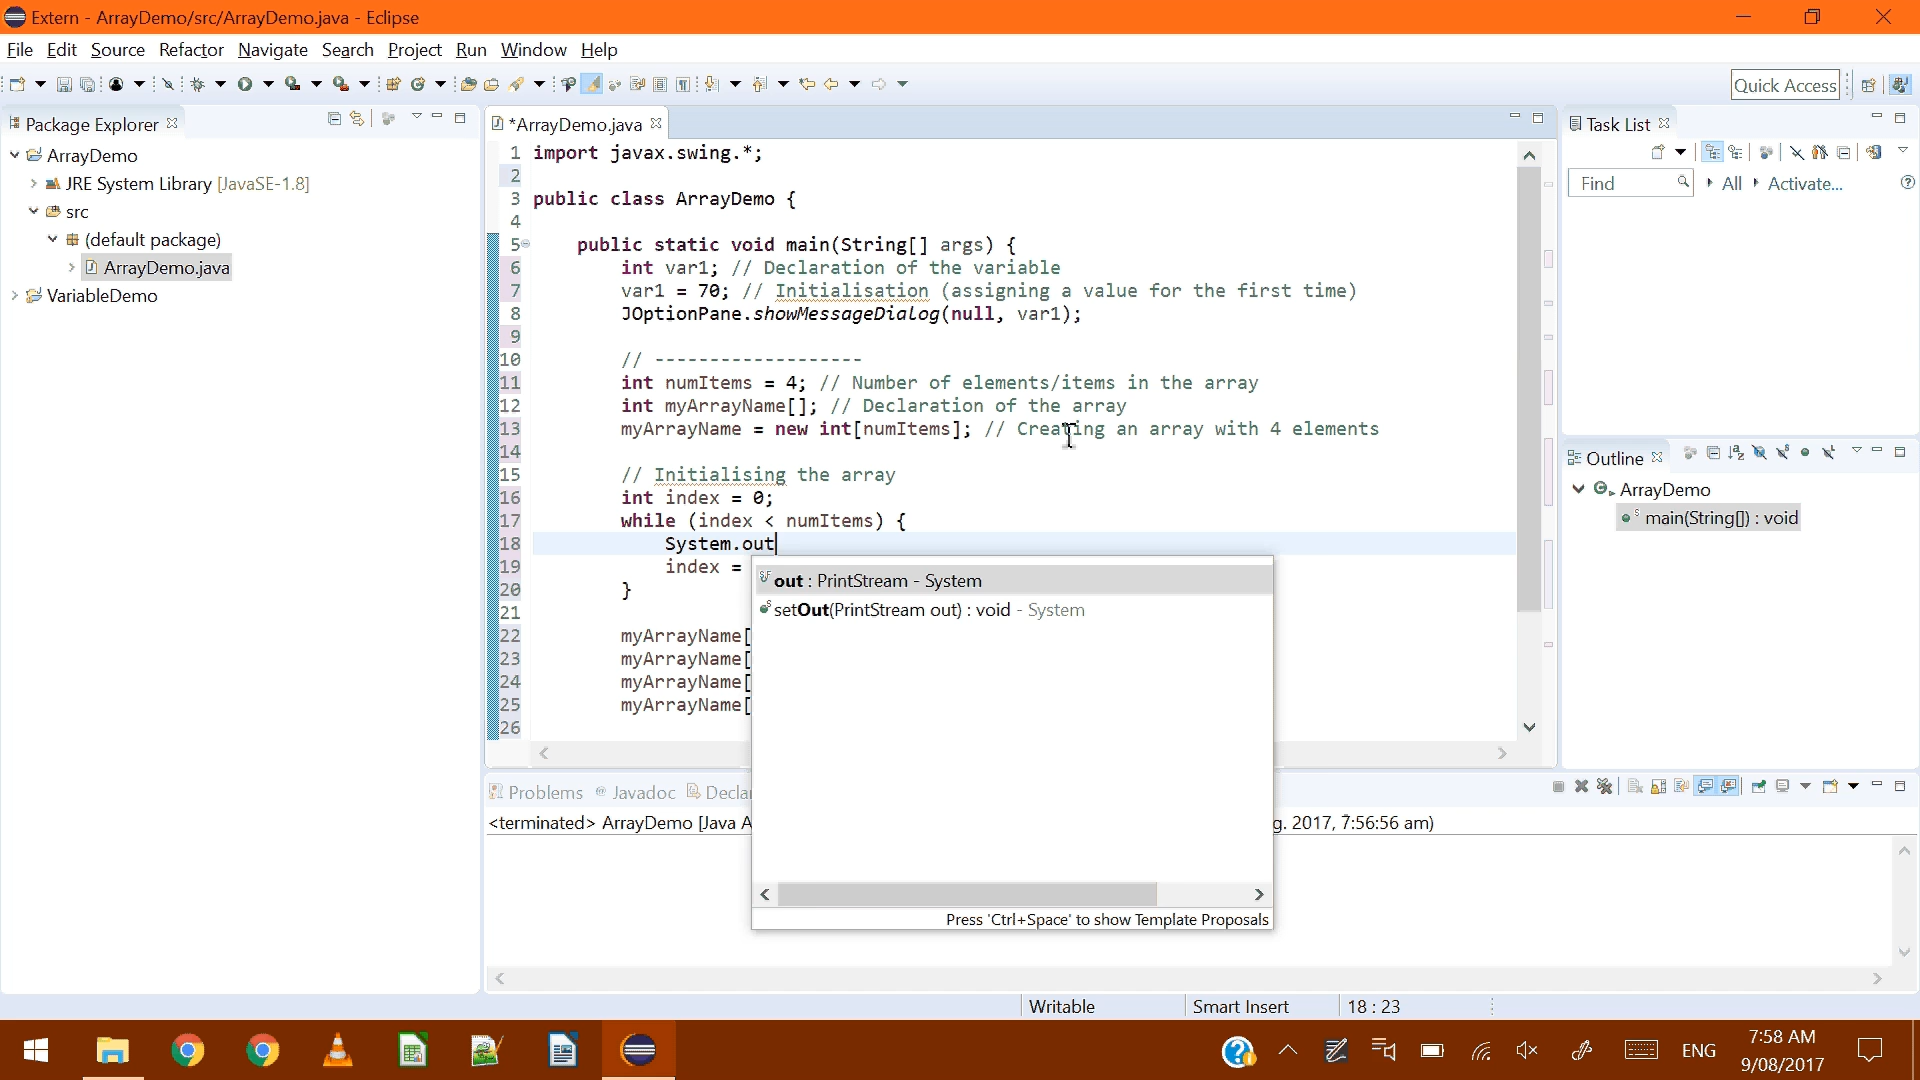 Extern - ArrayDemo/src/ArrayDemo.java - Eclipse
File Edit Source Refactor Navigate Search Project Run Window Help
Quick Access
Package Explorer
ArrayDemo
JRE System Library [JavaSE-1.8]
src
(default package)
ArrayDemo.java
VariableDemo
*ArrayDemo.java
1 import javax.swing.*;
2
3 public class ArrayDemo {
4
5 public static void main(String[] args) {
6 int var1; // Declaration of the variable
7 var1 = 70; // Initialisation (assigning a value for the first time)
8 JOptionPane.showMessageDialog(null, var1);
9
10 // -------------------
11 int numItems = 4; // Number of elements/items in the array
12 int myArrayName[]; // Declaration of the array
13 myArrayName = new int[numItems]; // Creating an array with 4 elements
14
15 // Initialising the array
16 int index = 0;
17 while (index < numItems) {
18 System.out
19 index =
20 }
21
22 myArrayName[
23 myArrayName[
24 myArrayName[
25 myArrayName[
26
out : PrintStream - System
setOut(PrintStream out) : void - System
Press 'Ctrl+Space' to show Template Proposals
Task List
Find All Activate...
Outline
ArrayDemo
main(String[]) : void
Problems @ Javadoc Decla
<terminated> ArrayDemo [Java A g. 2017, 7:56:56 am)
Writable Smart Insert 18 : 23
ENG
7:58 AM
9/08/2017